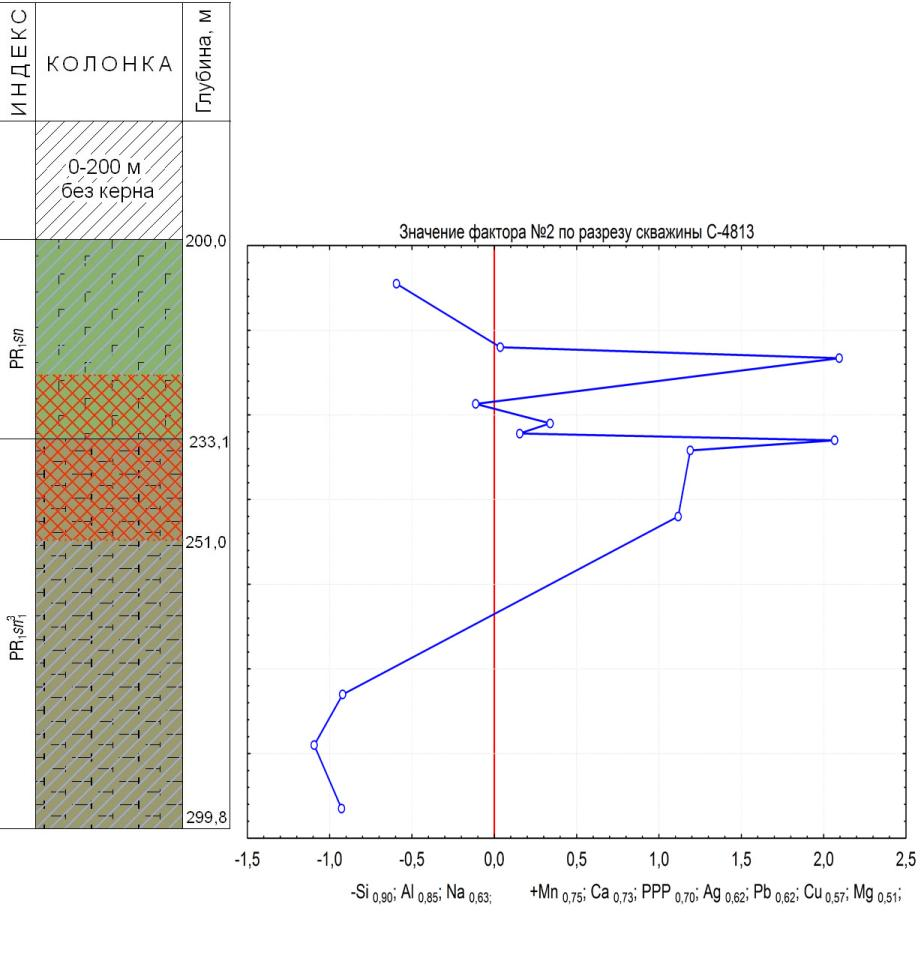 ИНДЕКС
КОЛОНКА
Глубина, м
0-200 м
без керна
200,0
PR₁sn
233,1
251,0
PR₁sn³₁
299,8
Значение фактора №2 по разрезу скважины С-4813
-1,5 -1,0 -0,5 0,0 0,5 1,0 1,5 2,0 2,5
-Si 0,90; Al 0,85; Na 0,63; +Mn 0,75; Ca 0,73; PPP 0,70; Ag 0,62; Pb 0,62; Cu 0,57; Mg 0,51;